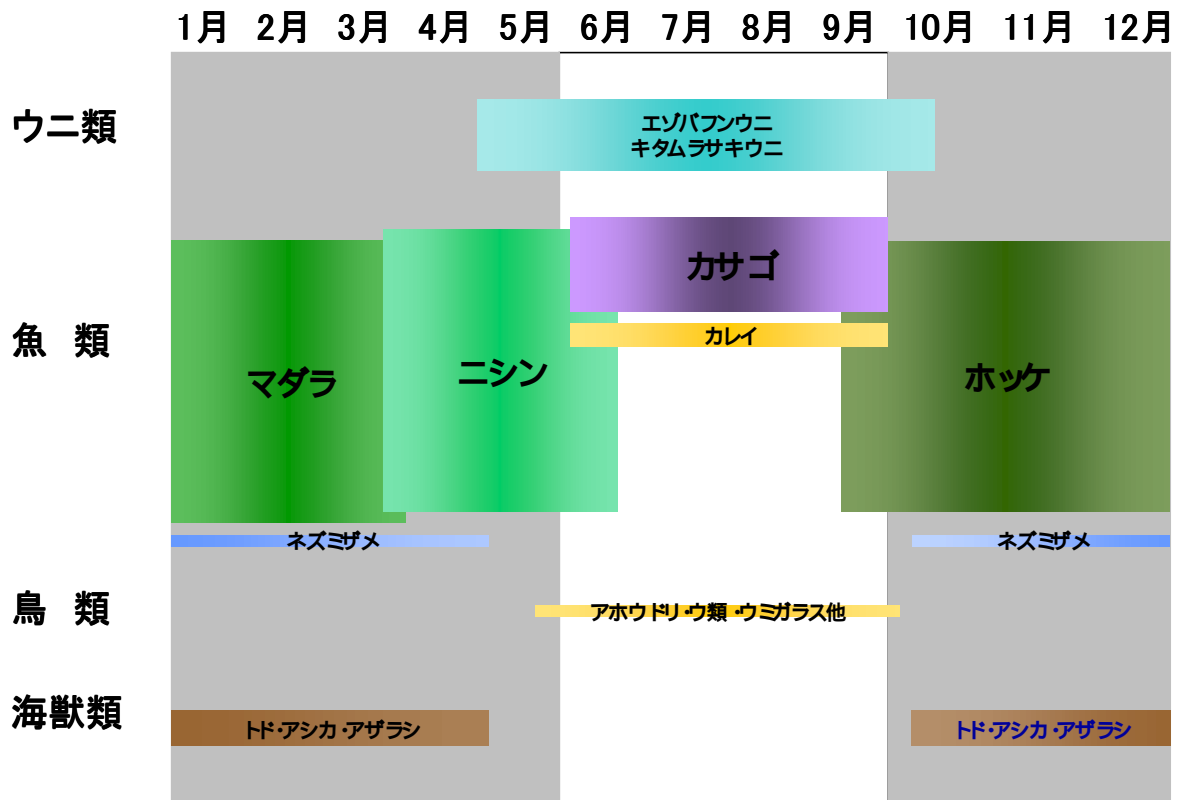 1月 2月 3月 4月 5月 6月 7月 8月 9月 10月 11月 12月
ウニ類
エゾバフンウニ
キタムラサキウニ
魚 類
カサゴ
カレイ
マダラ
ニシン
ホッケ
ネズミザメ
ネズミザメ
鳥 類
アホウドリ・ウ類・ウミガラス他
海獣類
トド・アシカ・アザラシ
トド・アシカ・アザラシ